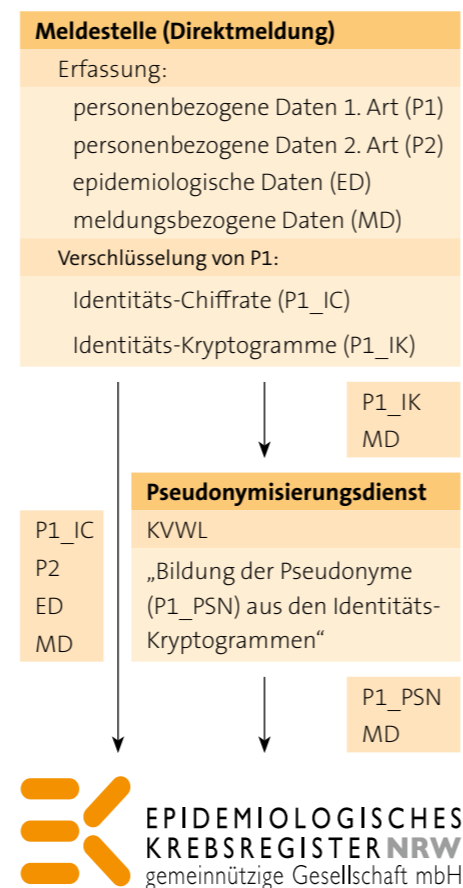 Meldestelle (Direktmeldung)
Erfassung:
personenbezogene Daten 1. Art (P1)
personenbezogene Daten 2. Art (P2)
epidemiologische Daten (ED)
meldungsbezogene Daten (MD)
Verschlüsselung von P1:
Identitäts-Chiffrate (P1_IC)
Identitäts-Kryptogramme (P1_IK)
P1_IK
MD
Pseudonymisierungsdienst
KVWL
„Bildung der Pseudonyme
(P1_PSN) aus den Identitäts-
Kryptogrammen“
P1_IC
P2
ED
MD
P1_PSN
MD
EPIDEMIOLOGISCHES
KREBSREGISTER NRW
gemeinnützige Gesellschaft mbH